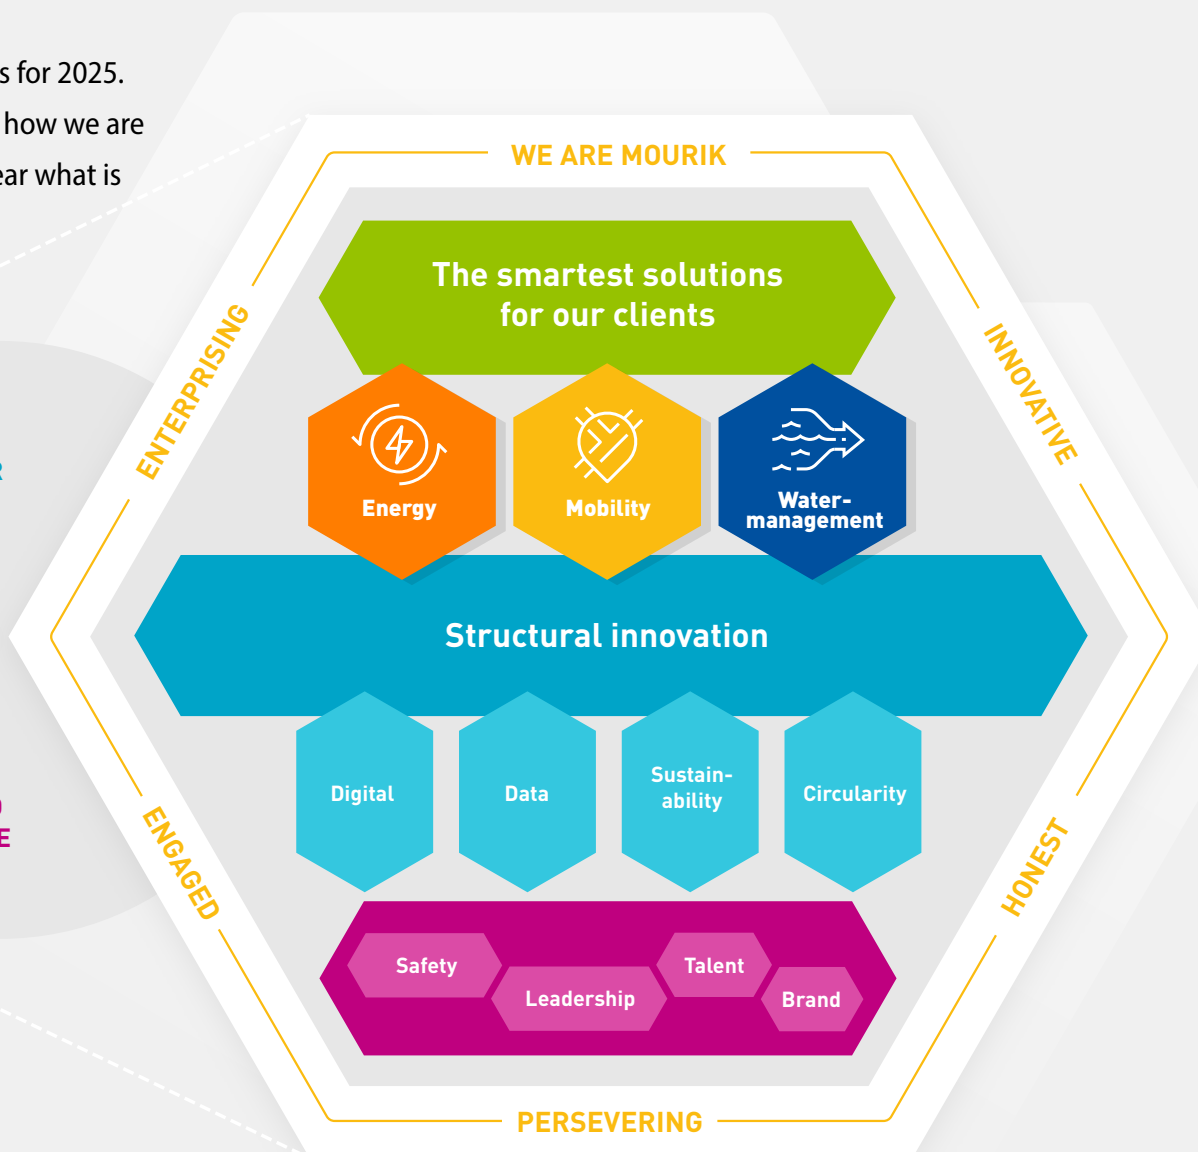 s for 2025.
how we are
ear what is
WE ARE MOURIK
The smartest solutions
for our clients
ENTERPRISING
INNOVATIVE
Energy
Mobility
Water-
management
Structural innovation
Digital
Data
Sustain-
ability
Circularity
ENGAGED
HONEST
Safety
Leadership
Talent
Brand
PERSEVERING